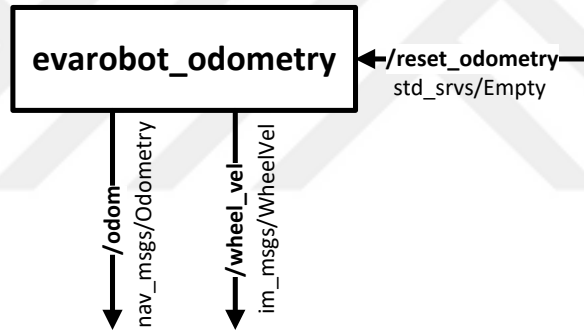 evarobot_odometry
/reset_odometry
std_srvs/Empty
/odom
nav_msgs/Odometry
/wheel_vel
im_msgs/WheelVel